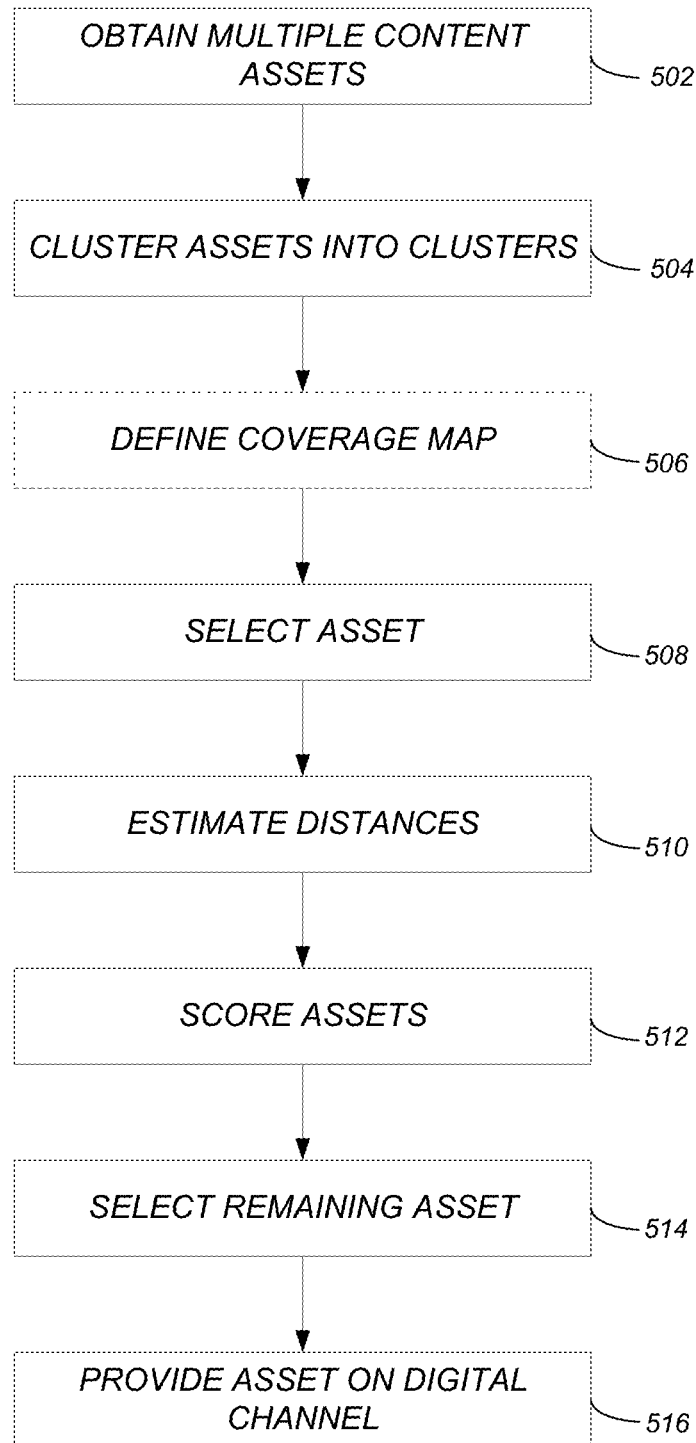 OBTAIN MULTIPLE CONTENT
ASSETS
502
CLUSTER ASSETS INTO CLUSTERS
504
DEFINE COVERAGE MAP
506
SELECT ASSET
508
ESTIMATE DISTANCES
510
SCORE ASSETS
512
SELECT REMAINING ASSET
514
PROVIDE ASSET ON DIGITAL
CHANNEL
516